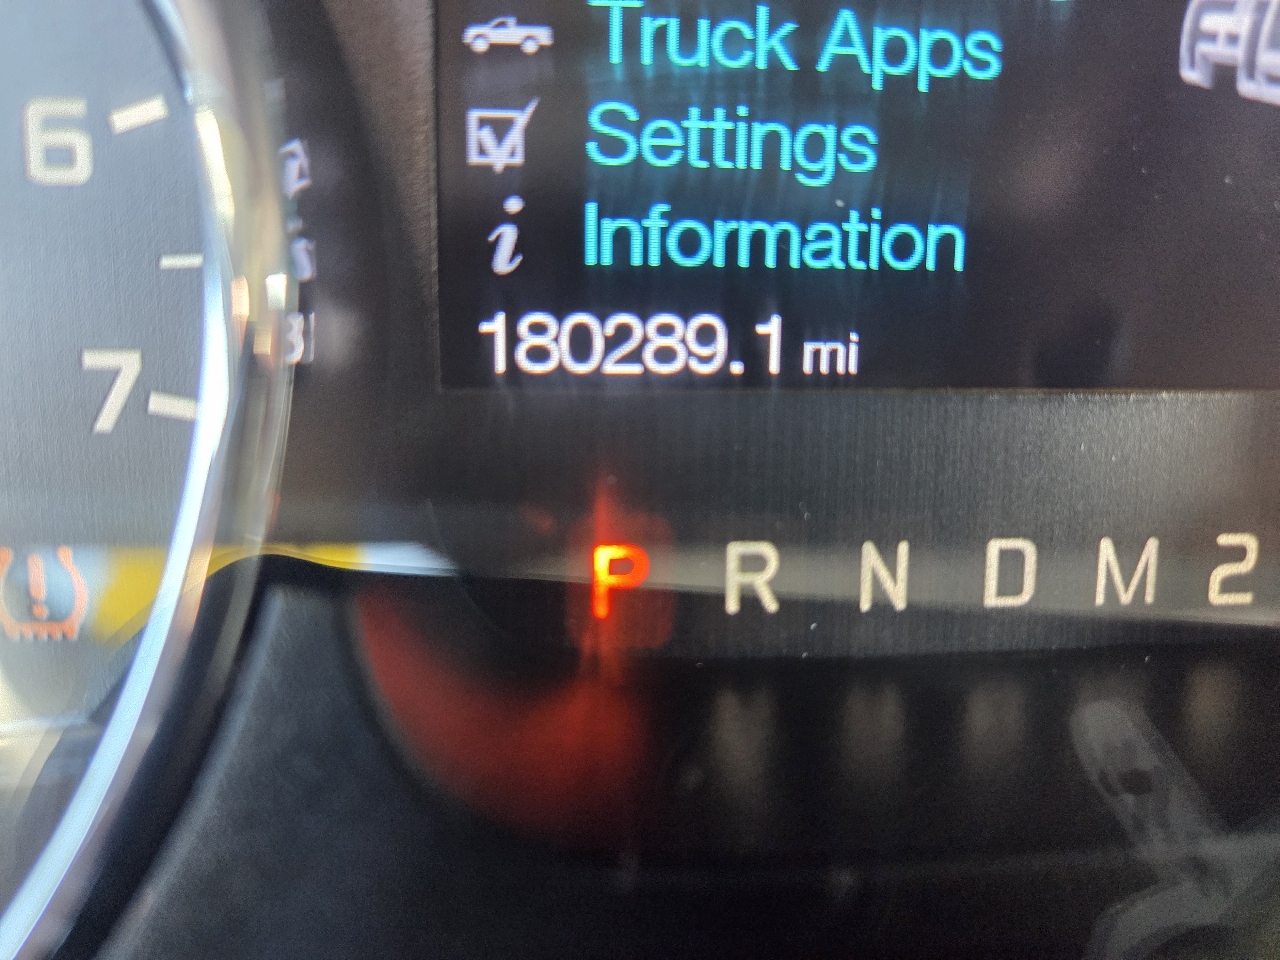 Truck Apps
Settings
Information
180289.1 mi
6
7
P R N D M 2